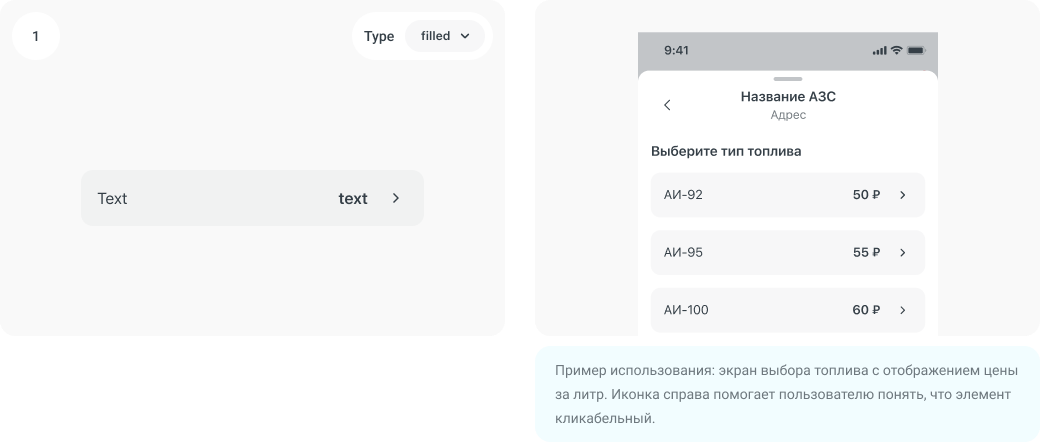 1
Type filled
Text text
9:41
Название АЗС
Адрес
Выберите тип топлива
АИ-92 50 ₽
АИ-95 55 ₽
АИ-100 60 ₽
Пример использования: экран выбора топлива с отображением цены
за литр. Иконка справа помогает пользователю понять, что элемент
кликабельный.